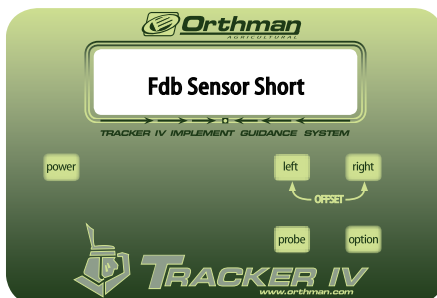 Orthman
AGRICULTURAL
Fdb Sensor Short
TRACKER IV IMPLEMENT GUIDANCE SYSTEM
power
left
right
OFFSET
probe
option
TRACKER IV
www.orthman.com